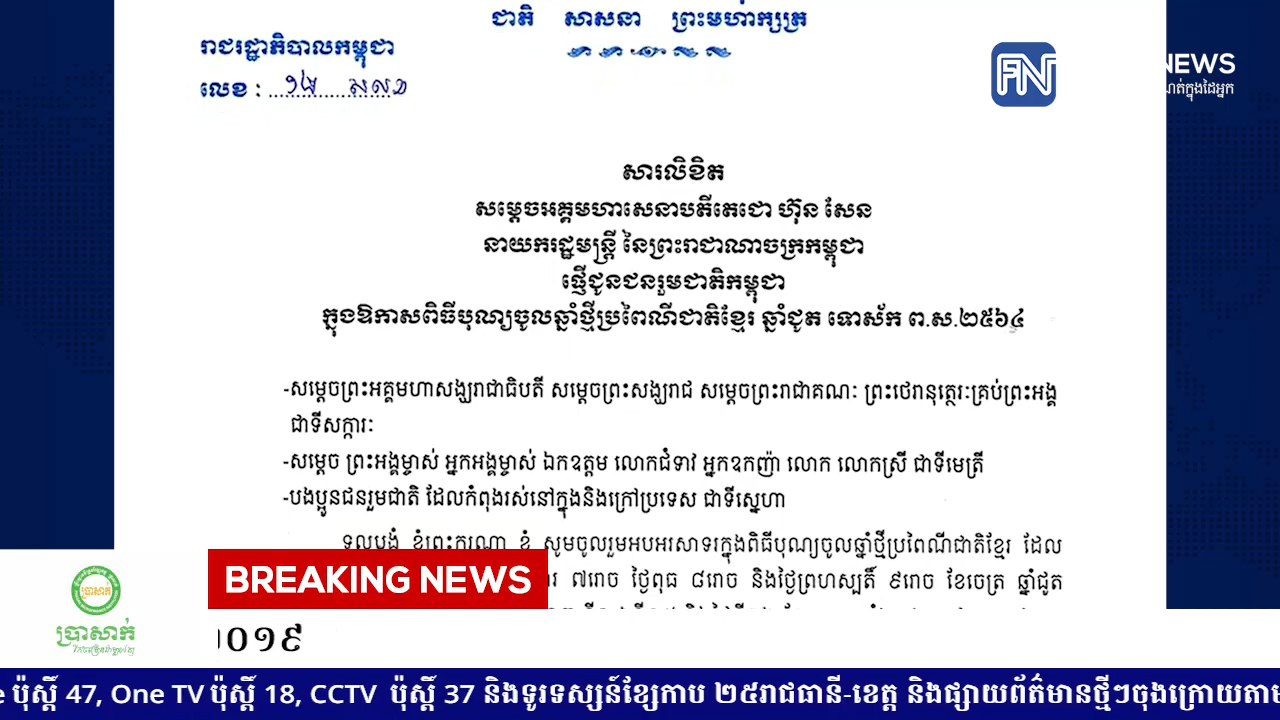 ជាតិ សាសនា ព្រះមហាក្សត្រ
រាជរដ្ឋាភិបាលកម្ពុជា
លេខ :
FN
NEWS
សារលិខិត
សម្តេចអគ្គមហាសេនាបតីតេជោ ហ៊ុន សែន
នាយករដ្ឋមន្ត្រី នៃព្រះរាជាណាចក្រកម្ពុជា
ផ្ញើជូនជនរួមជាតិកម្ពុជា
ក្នុងឱកាសពិធីបុណ្យចូលឆ្នាំថ្មីប្រពៃណីជាតិខ្មែរ ឆ្នាំជូត ទោស័ក ព.ស.២៥៦៤
-សម្តេចព្រះអគ្គមហាសង្ឃរាជាធិបតី សម្តេចព្រះសង្ឃរាជ សម្តេចព្រះរាជាគណៈ ព្រះថេរានុត្ថេរៈគ្រប់ព្រះអង្គ
ជាទីសក្ការៈ
-សម្តេច ព្រះអង្គម្ចាស់ អ្នកអង្គម្ចាស់ ឯកឧត្តម លោកជំទាវ អ្នកឧកញ៉ា លោក លោកស្រី ជាទីមេត្រី
-បងប្អូនជនរួមជាតិ ដែលកំពុងរស់នៅក្នុងនិងក្រៅប្រទេស ជាទីស្នេហា
ទូលបង្គំ ខ្ញុំព្រះករុណា ខ្ញុំ សូមចូលរួមអបអរសាទរក្នុងពិធីបុណ្យចូលឆ្នាំថ្មីប្រពៃណីជាតិខ្មែរ ដែល
៧រោច ថ្ងៃពុធ ៨រោច និងថ្ងៃព្រហស្បតិ៍ ៩រោច ខែចេត្រ ឆ្នាំជូត
BREAKING NEWS
ប្រាសាក់
២០១៩
ប៉ុស្តិ៍ 47, One TV ប៉ុស្តិ៍ 18, CCTV ប៉ុស្តិ៍ 37 និងទូរទស្សន៍ខ្សែកាប ២៥រាជធានី-ខេត្ត និងផ្សាយព័ត៌មានថ្មីៗចុងក្រោយតាម